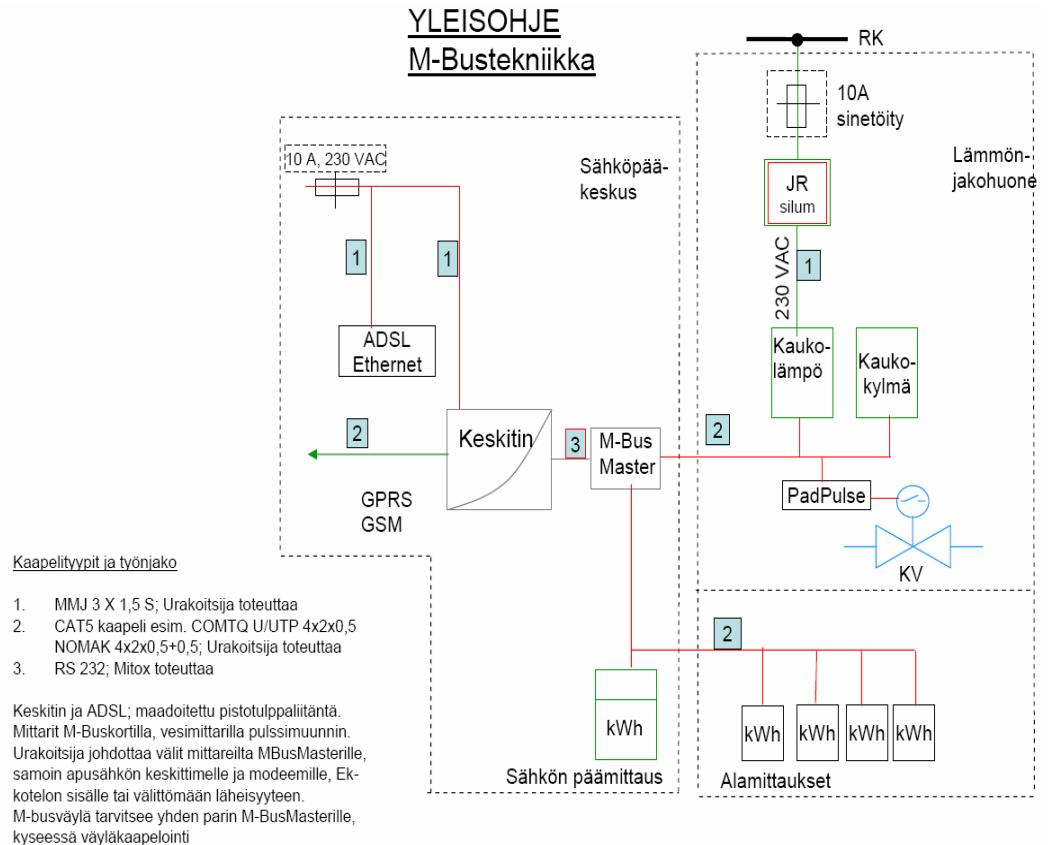 YLEISOHJE
M-Bustekniikka
RK
10A
sinetöity
Lämmön-
jakohuone
JR
silum
230 VAC
1
Kauko-
lämpö
Kauko-
kylmä
10 A, 230 VAC
Sähköpää-
keskus
1
1
ADSL
Ethernet
2
Keskitin
3
M-Bus
Master
2
PadPulse
KV
GPRS
GSM
Kaapelityypit ja työnjako
1. MMJ 3 X 1,5 S; Urakoitsija toteuttaa
2. CAT5 kaapeli esim. COMTQ U/UTP 4x2x0,5
NOMAK 4x2x0,5+0,5; Urakoitsija toteuttaa
3. RS 232; Mitox toteuttaa
Keskitin ja ADSL; maadoitettu pistotulppaliitäntä.
Mittarit M-Buskortilla, vesimittarilla pulssimuunnin.
Urakoitsija johdottaa välit mittareilta MBusMasterille,
samoin apusähkön keskittimelle ja modeemille, Ek-
kotelon sisälle tai välittömään läheisyyteen.
M-busväylä tarvitsee yhden parin M-BusMasterille,
kyseessä väyläkaapelointi
kWh
Sähkön päämittaus
2
kWh
kWh
kWh
kWh
Alamittaukset